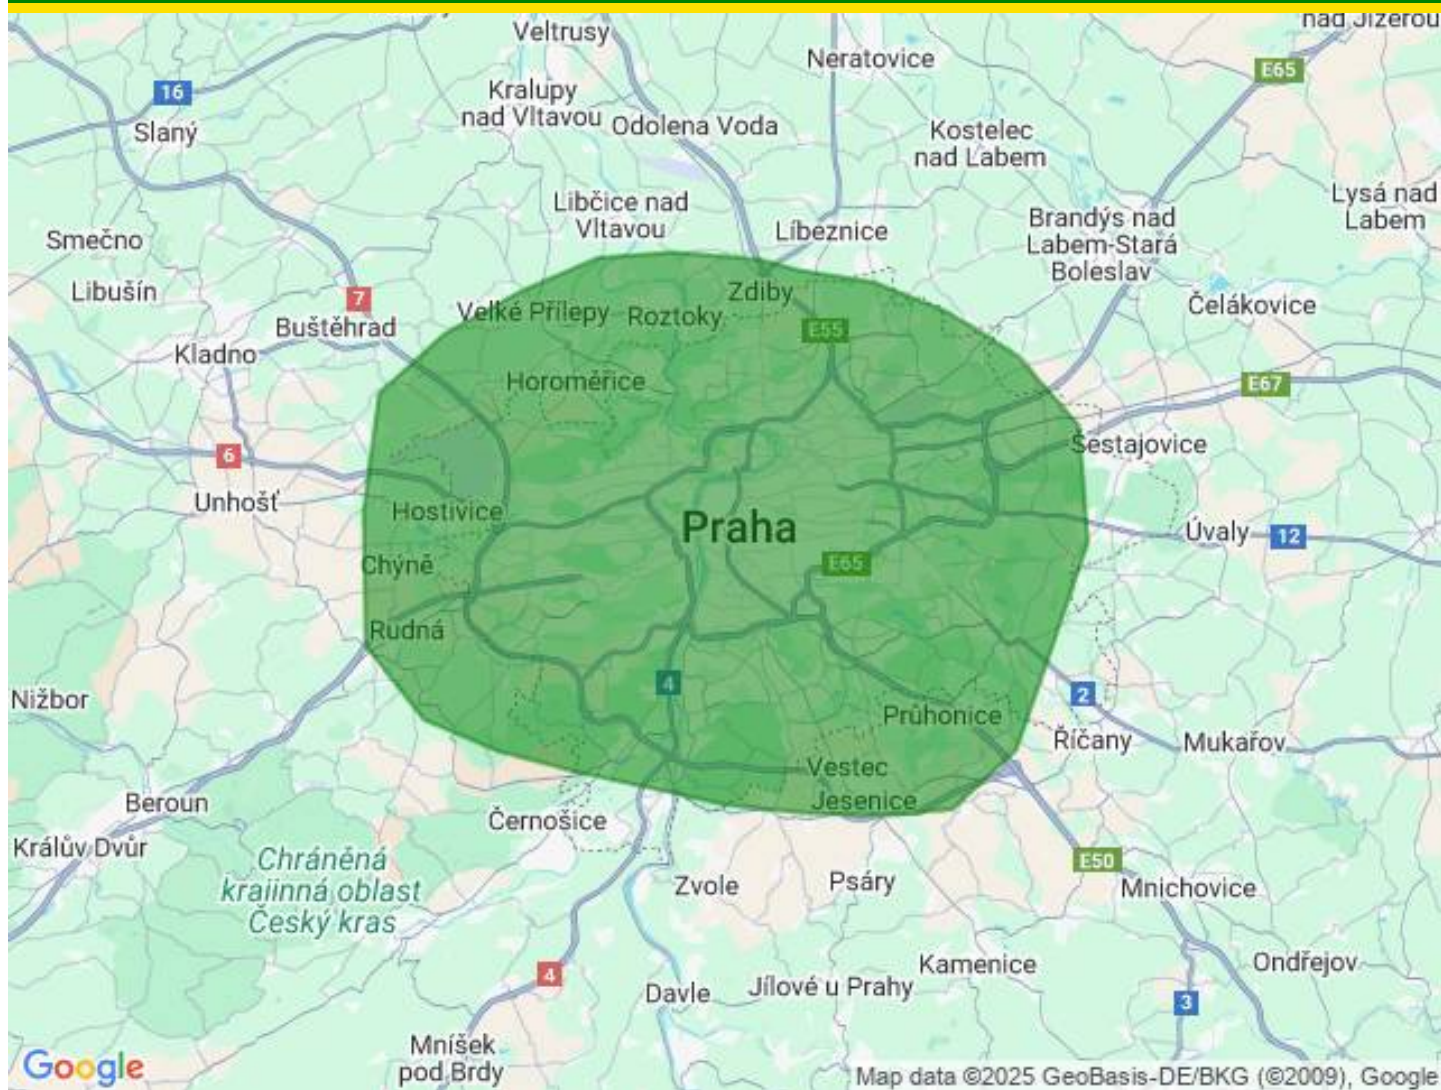 nad Jizerou
Veltrusy
Neratovice
E65
16
Kralupy
nad Vltavou
Odolena Voda
Slaný
Kostelec
nad Labem
Lysá nad
Labem
Libčice nad
Vltavou
Brandýs nad
Labem-Stará
Boleslav
Líbeznice
Smečno
Libušín
Zdiby
7
Čelákovice
Velké Přílepy
Roztoky
Buštěhrad
E55
Kladno
Horoměřice
E67
Šestajovice
6
Unhošť
Hostivice
Praha
Úvaly
12
Chýně
E65
Rudná
4
2
Nižbor
Průhonice
Říčany
Mukařov
Vestec
Jesenice
Beroun
Černošice
Králův Dvůr
Chráněná
krajinná oblast
Český kras
E50
Zvole
Psáry
Mnichovice
Kamenice
Ondřejov
4
Davle
Jílové u Prahy
3
Mníšek
pod Brdy
Google
Map data ©2025 GeoBasis-DE/BKG (©2009), Google